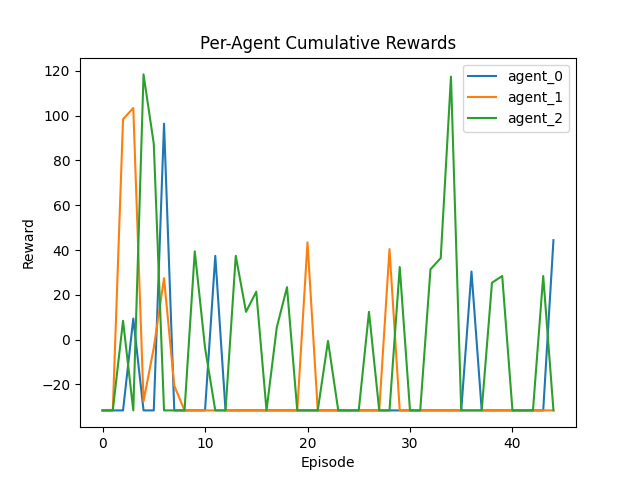 Per-Agent Cumulative Rewards
agent_0
agent_1
agent_2
Reward
120
100
80
60
40
20
0
−20
0 10 20 30 40
Episode